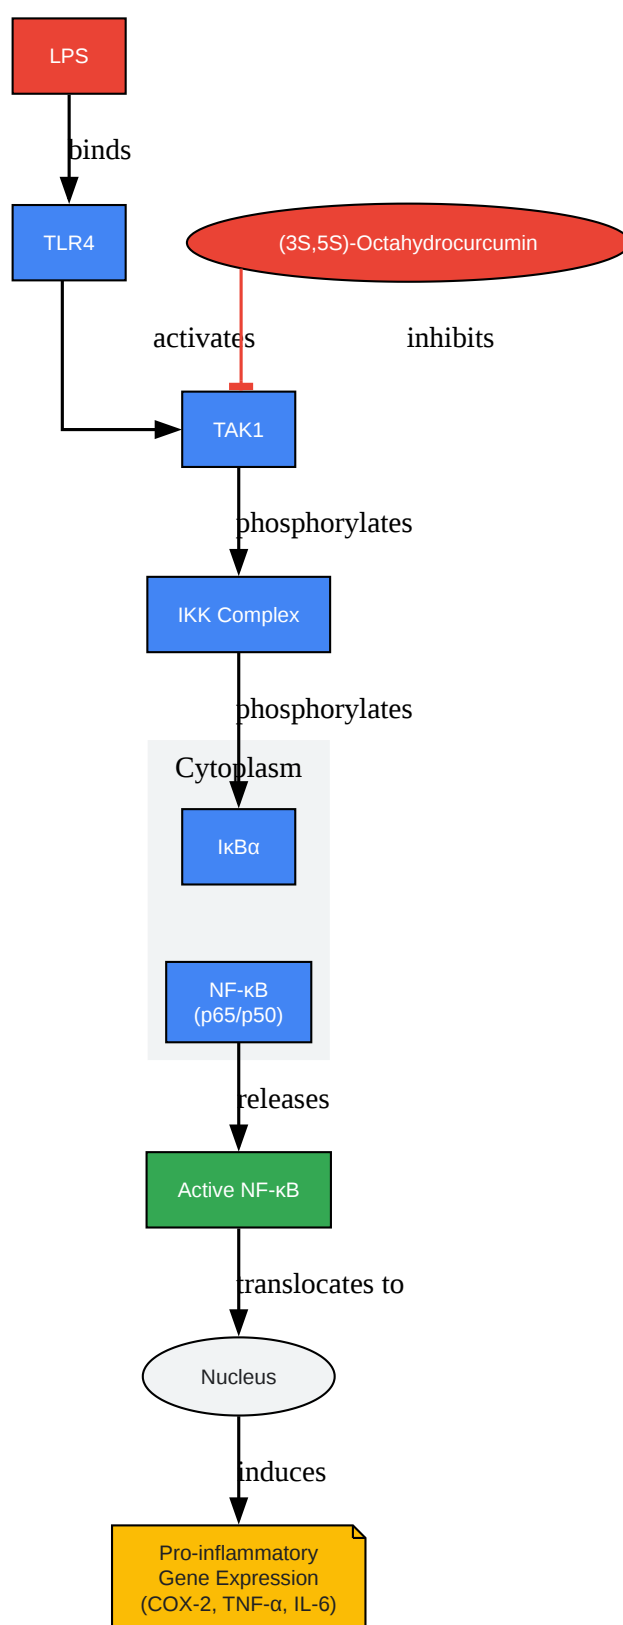 LPS
binds
TLR4
(3S,5S)-Octahydrocurcumin
activates
inhibits
TAK1
phosphorylates
IKK Complex
phosphorylates
Cytoplasm
IκBα
NF-κB
(p65/p50)
releases
Active NF-κB
translocates to
Nucleus
induces
Pro-inflammatory
Gene Expression
(COX-2, TNF-α, IL-6)